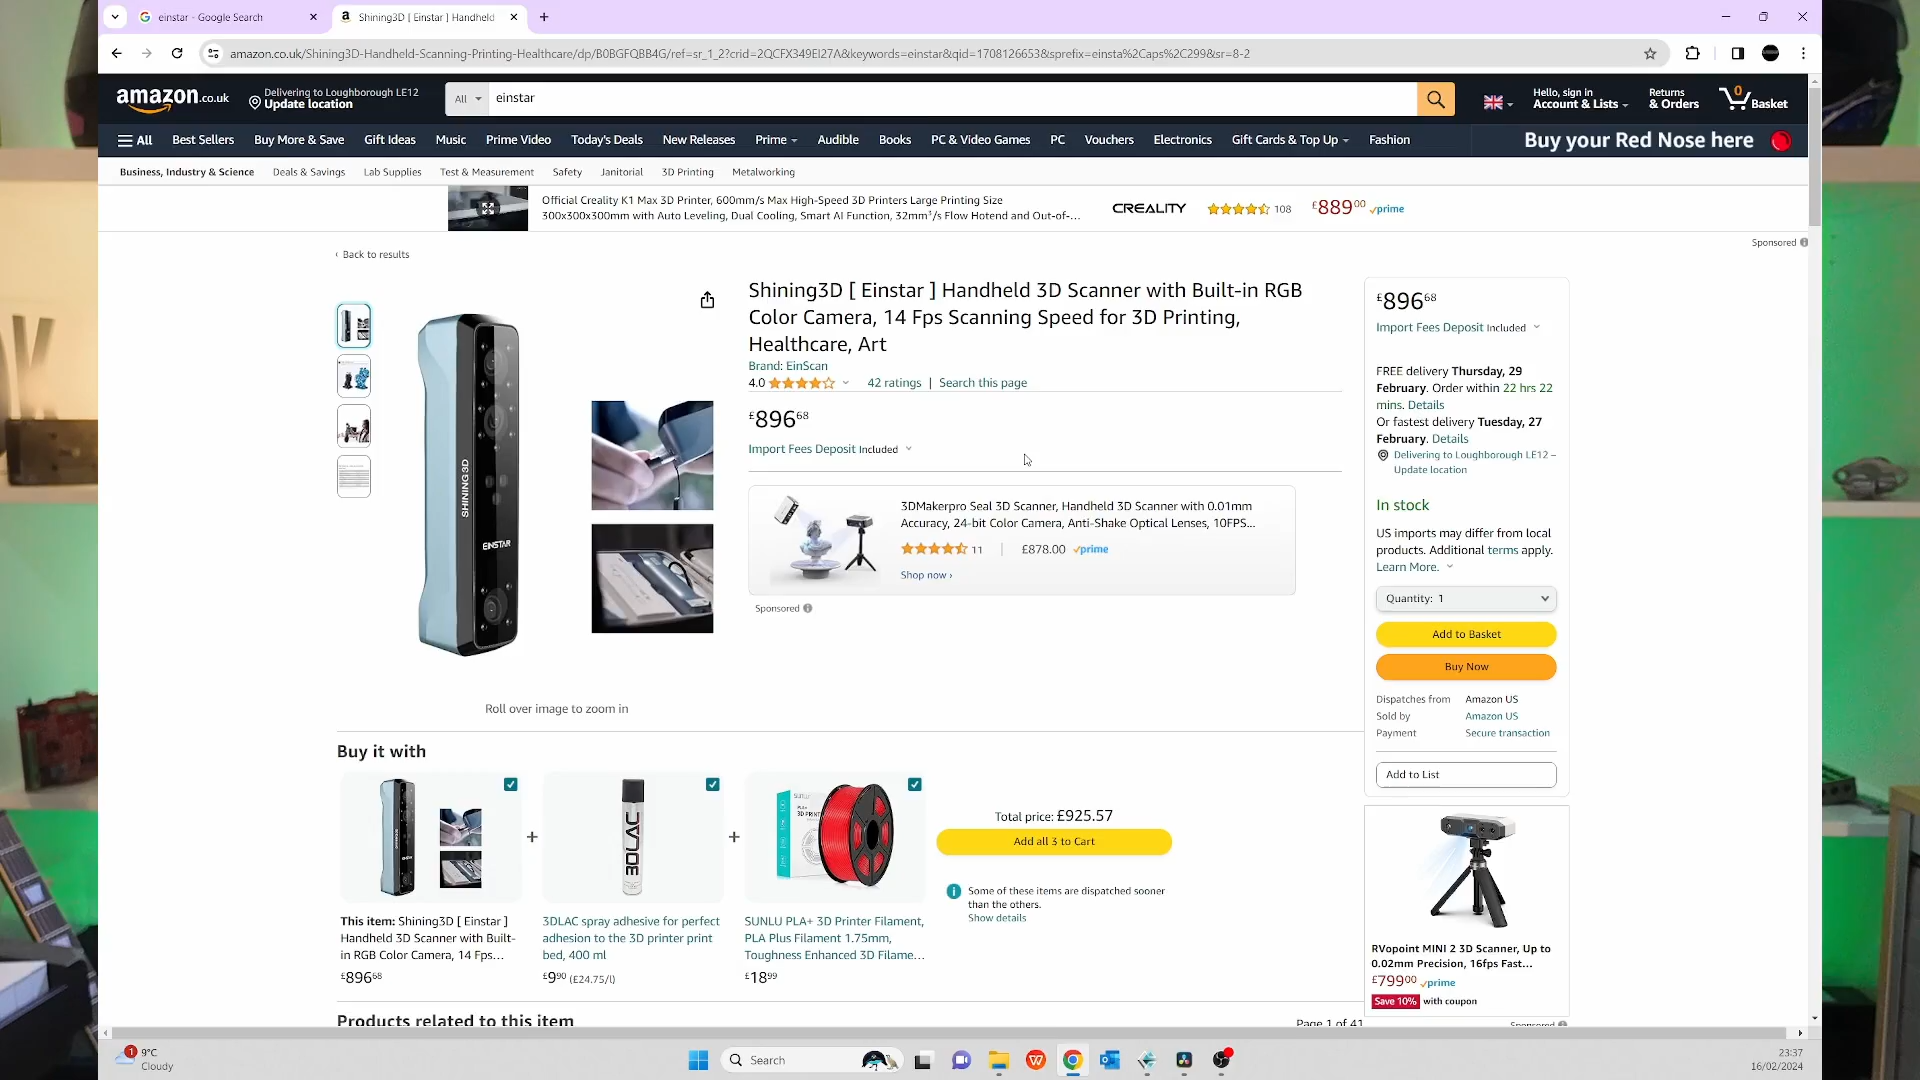 einstar - Google Search
Shining3D [ Einstar ] Handheld
amazon.co.uk/Shining3D-Handheld-Scanning-Printing-Healthcare/dp/B0BGFQBB4G/ref=sr_1_2?crid=2QCFX349EI27A&keywords=einstar&qid=1708126653&sprefix=einsta%2Caps%2C299&sr=8-2
amazon.co.uk
Delivering to Loughborough LE12
Update location
All
einstar
Hello, sign in
Account & Lists
Returns
& Orders
0
Basket
All Best Sellers Buy More & Save Gift Ideas Music Prime Video Today's Deals New Releases Prime Audible Books PC & Video Games PC Vouchers Electronics Gift Cards & Top Up Fashion
Buy your Red Nose here
Business, Industry & Science Deals & Savings Lab Supplies Test & Measurement Safety Janitorial 3D Printing Metalworking
Official Creality K1 Max 3D Printer, 600mm/s Max High-Speed 3D Printers Large Printing Size
300x300x300mm with Auto Leveling, Dual Cooling, Smart AI Function, 32mm³/s Flow Hotend and Out-of-...
CREALITY
108
£889⁰⁰ prime
Sponsored
‹ Back to results
Shining3D [ Einstar ] Handheld 3D Scanner with Built-in RGB
Color Camera, 14 Fps Scanning Speed for 3D Printing,
Healthcare, Art
Brand: EinScan
4.0
42 ratings | Search this page
£896⁶⁸
Import Fees Deposit Included
SHINING 3D
EINSTAR
3DMakerpro Seal 3D Scanner, Handheld 3D Scanner with 0.01mm
Accuracy, 24-bit Color Camera, Anti-Shake Optical Lenses, 10FPS...
11 | £878.00 prime
Shop now ›
Sponsored
Roll over image to zoom in
£896⁶⁸
Import Fees Deposit Included
FREE delivery Thursday, 29
February. Order within 22 hrs 22
mins. Details
Or fastest delivery Tuesday, 27
February. Details
Delivering to Loughborough LE12 –
Update location
In stock
US imports may differ from local
products. Additional terms apply.
Learn More.
Quantity: 1
Add to Basket
Buy Now
Dispatches from Amazon US
Sold by Amazon US
Payment Secure transaction
Add to List
Buy it with
3DLAC
SUNLU
+
+
This item: Shining3D [ Einstar ]
Handheld 3D Scanner with Built-
in RGB Color Camera, 14 Fps...
£896⁶⁸
3DLAC spray adhesive for perfect
adhesion to the 3D printer print
bed, 400 ml
£9⁹⁰ (£24.75/l)
SUNLU PLA+ 3D Printer Filament,
PLA Plus Filament 1.75mm,
Toughness Enhanced 3D Filame...
£18⁹⁹
Total price: £925.57
Add all 3 to Cart
Some of these items are dispatched sooner
than the others.
Show details
RVopoint MINI 2 3D Scanner, Up to
0.02mm Precision, 16fps Fast...
£799⁰⁰ prime
Save 10% with coupon
Sponsored
Products related to this item
Page 1 of 41
1
9°C
Cloudy
Search
23:37
16/02/2024